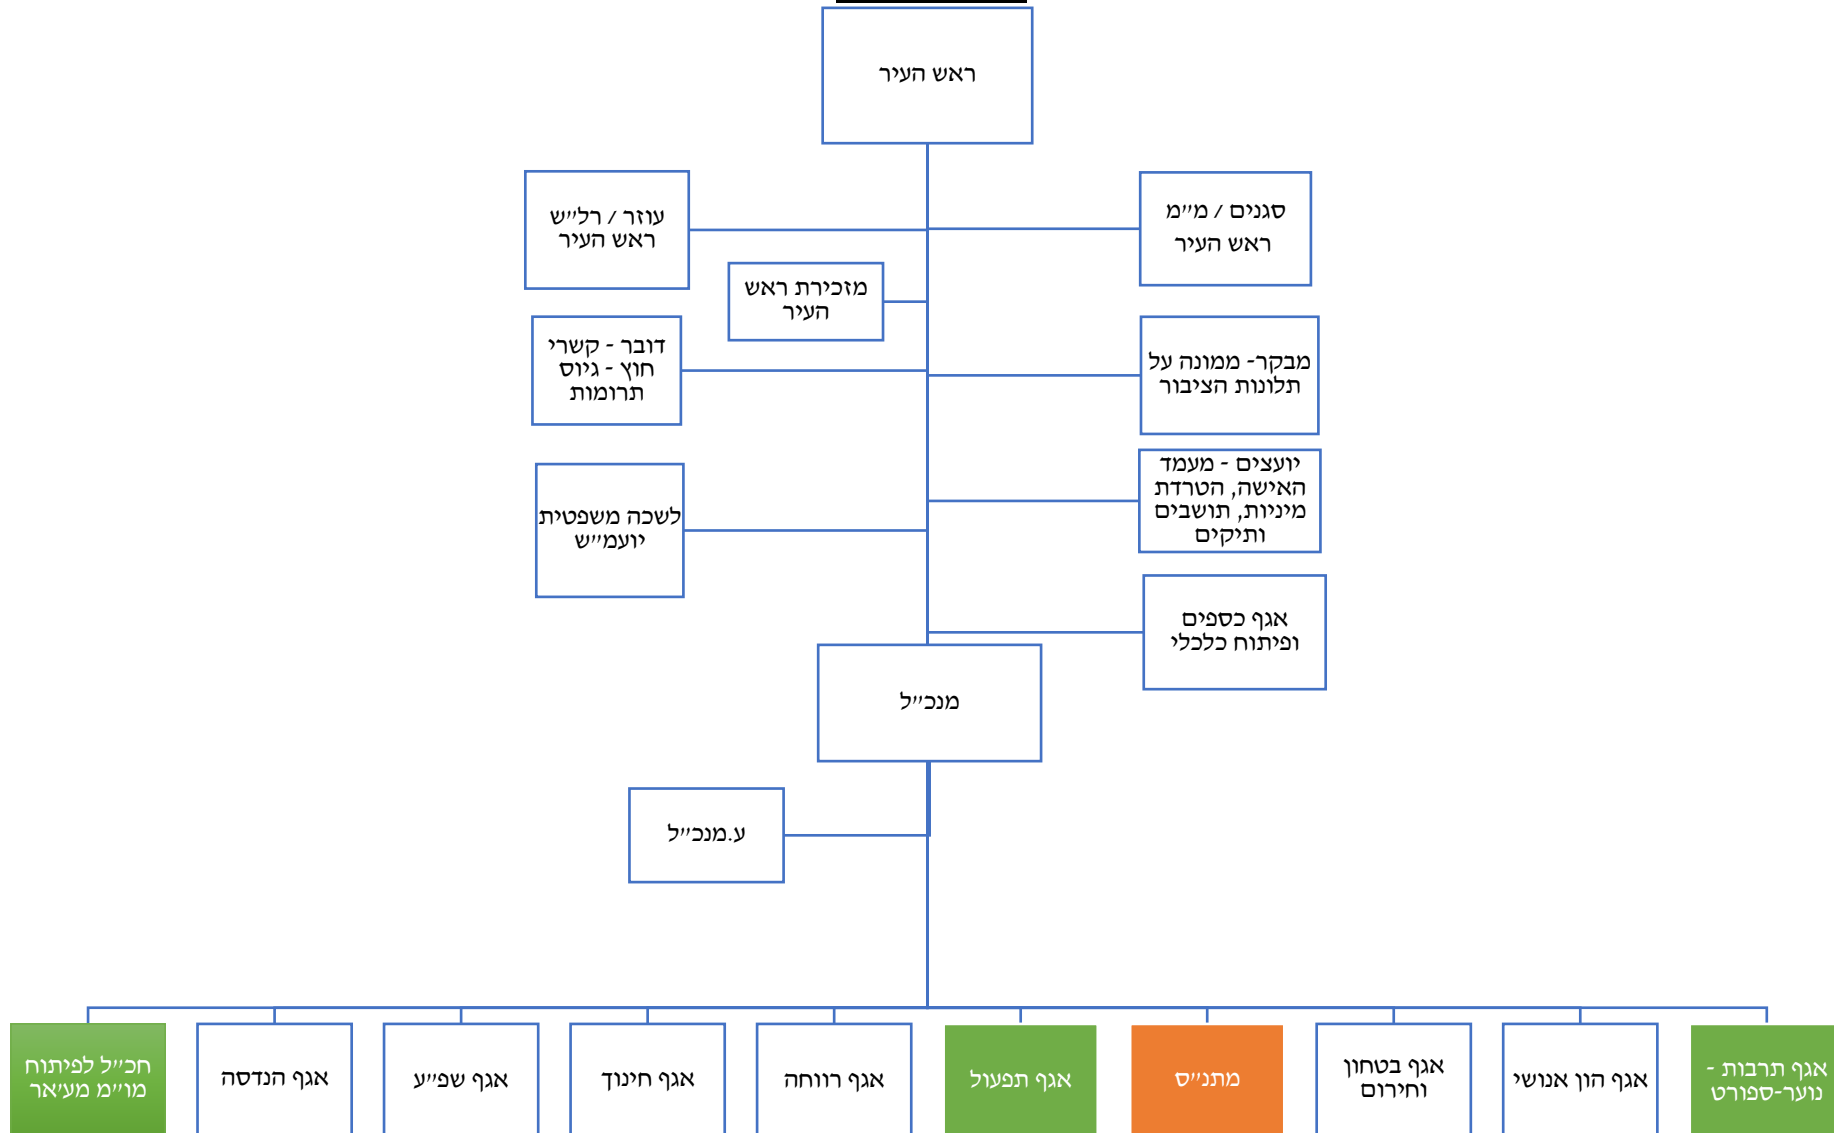 ראש העיר
סגנים / מ״מ
ראש העיר
עוזר / רל״ש
ראש העיר
מזכירת ראש
העיר
מבקר- ממונה על
תלונות הציבור
דובר - קשרי
חוץ - גיוס
תרומות
יועצים - מעמד
האישה, הטרדת
מיניות, תושבים
ותיקים
לשכה משפטית
יועמ״ש
אגף כספים
ופיתוח כלכלי
מנכ״ל
ע.מנכ״ל
אגף תרבות -
נוער-ספורט
אגף הון אנושי
אגף בטחון
וחירום
מתנ״ס
אגף תפעול
אגף רווחה
אגף חינוך
אגף שפ״ע
אגף הנדסה
חכ״ל לפיתוח
מו״מ מע׳אר